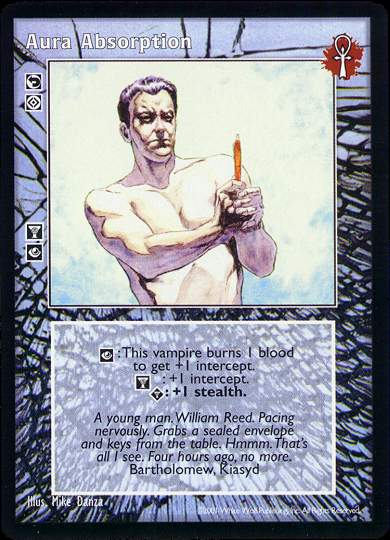 Aura Absorption
:This vampire burns 1 blood
to get +1 intercept.
: +1 intercept.
: +1 stealth.
A young man, William Reed. Pacing
nervously. Grabs a sealed envelope
and keys from the table. Hmmm. That's
all I see. Four hours ago, no more.
Bartholomew, Kiasyd
Illus. Mike Danza
©2001 White Wolf Publishing, Inc. All Rights Reserved.